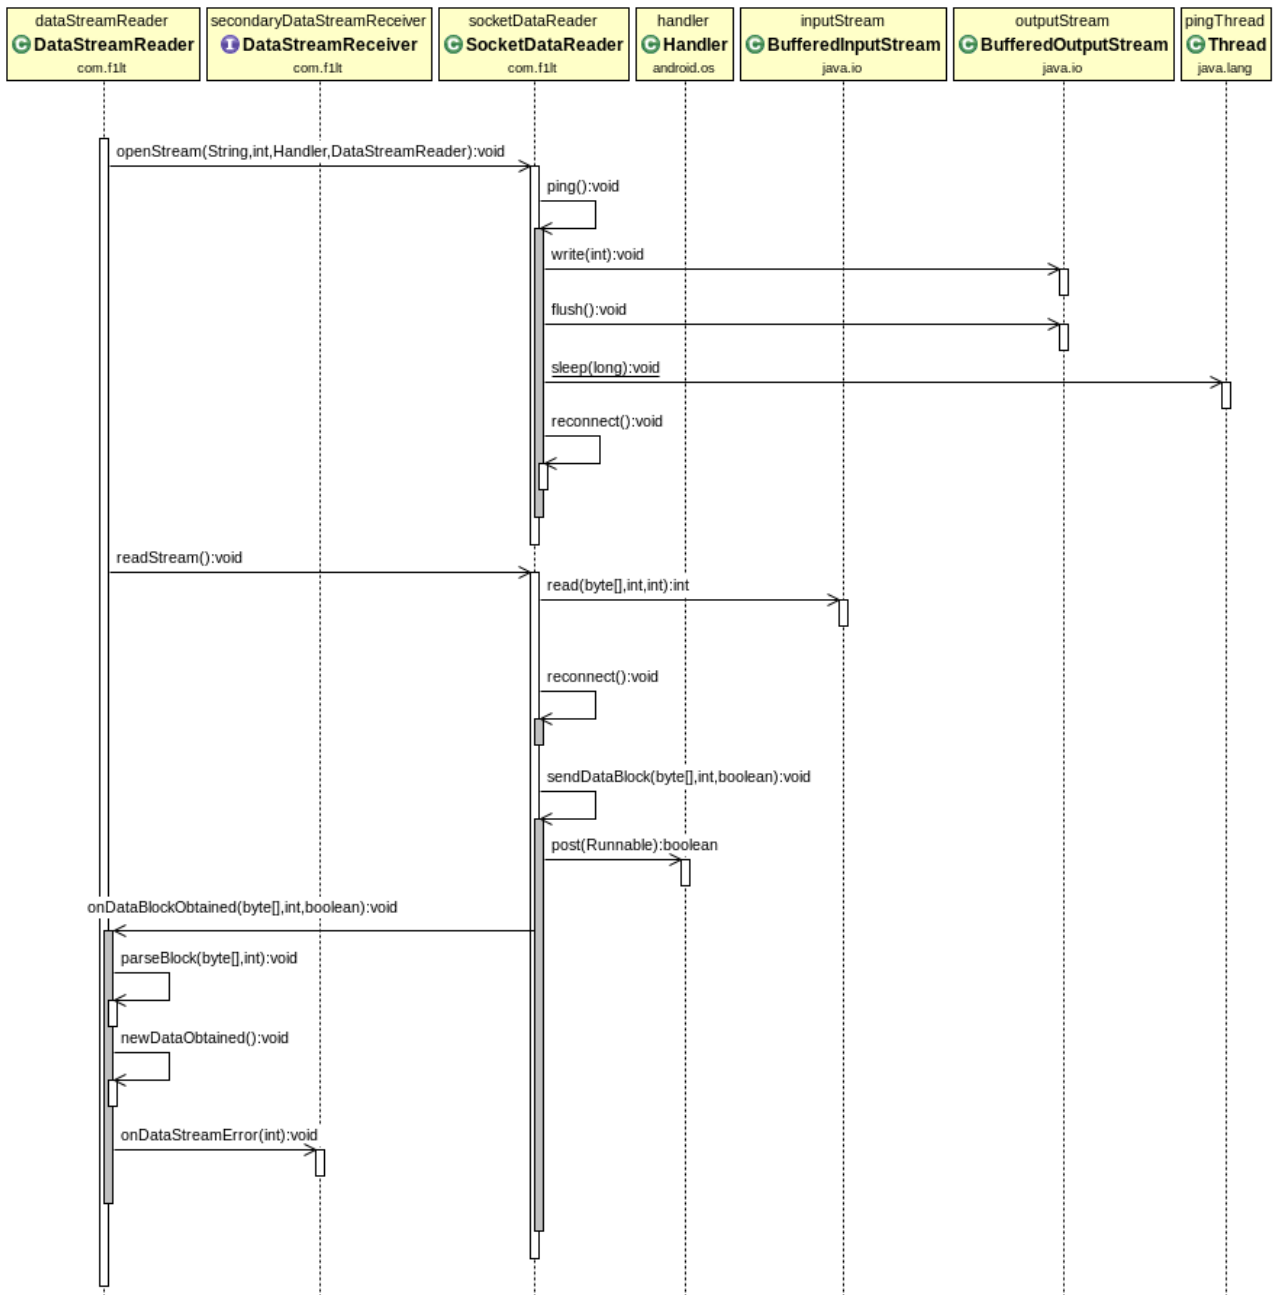 dataStreamReader
C DataStreamReader
com.f1lt
secondaryDataStreamReceiver
I DataStreamReceiver
com.f1lt
socketDataReader
C SocketDataReader
com.f1lt
handler
C Handler
android.os
inputStream
C BufferedInputStream
java.io
outputStream
C BufferedOutputStream
java.io
pingThread
C Thread
java.lang
openStream(String,int,Handler,DataStreamReader):void
ping():void
write(int):void
flush():void
sleep(long):void
reconnect():void
readStream():void
read(byte[],int,int):int
reconnect():void
sendDataBlock(byte[],int,boolean):void
post(Runnable):boolean
onDataBlockObtained(byte[],int,boolean):void
parseBlock(byte[],int):void
newDataObtained():void
onDataStreamError(int):void